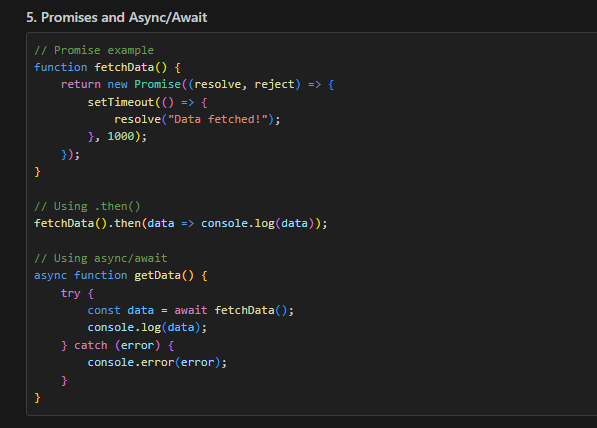 5. Promises and Async/Await
// Promise example
function fetchData() {
    return new Promise((resolve, reject) => {
        setTimeout(() => {
            resolve("Data fetched!");
        }, 1000);
    });
}

// Using .then()
fetchData().then(data => console.log(data));

// Using async/await
async function getData() {
    try {
        const data = await fetchData();
        console.log(data);
    } catch (error) {
        console.error(error);
    }
}